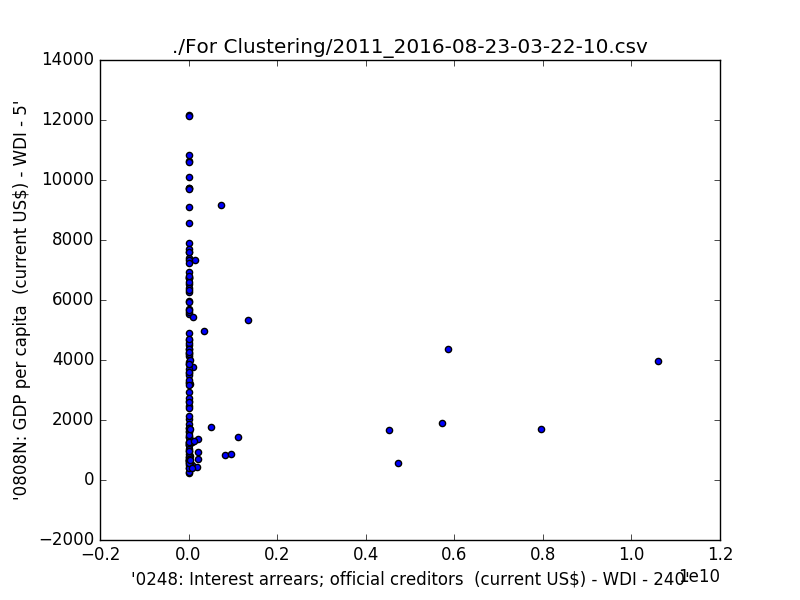 ./For Clustering/2011_2016-08-23-03-22-10.csv
14000
12000
10000
8000
6000
4000
2000
0
−2000
'0808N: GDP per capita  (current US$) - WDI - 5'
−0.2 0.0 0.2 0.4 0.6 0.8 1.0 1.2
1e10
'0248: Interest arrears; official creditors  (current US$) - WDI - 240'